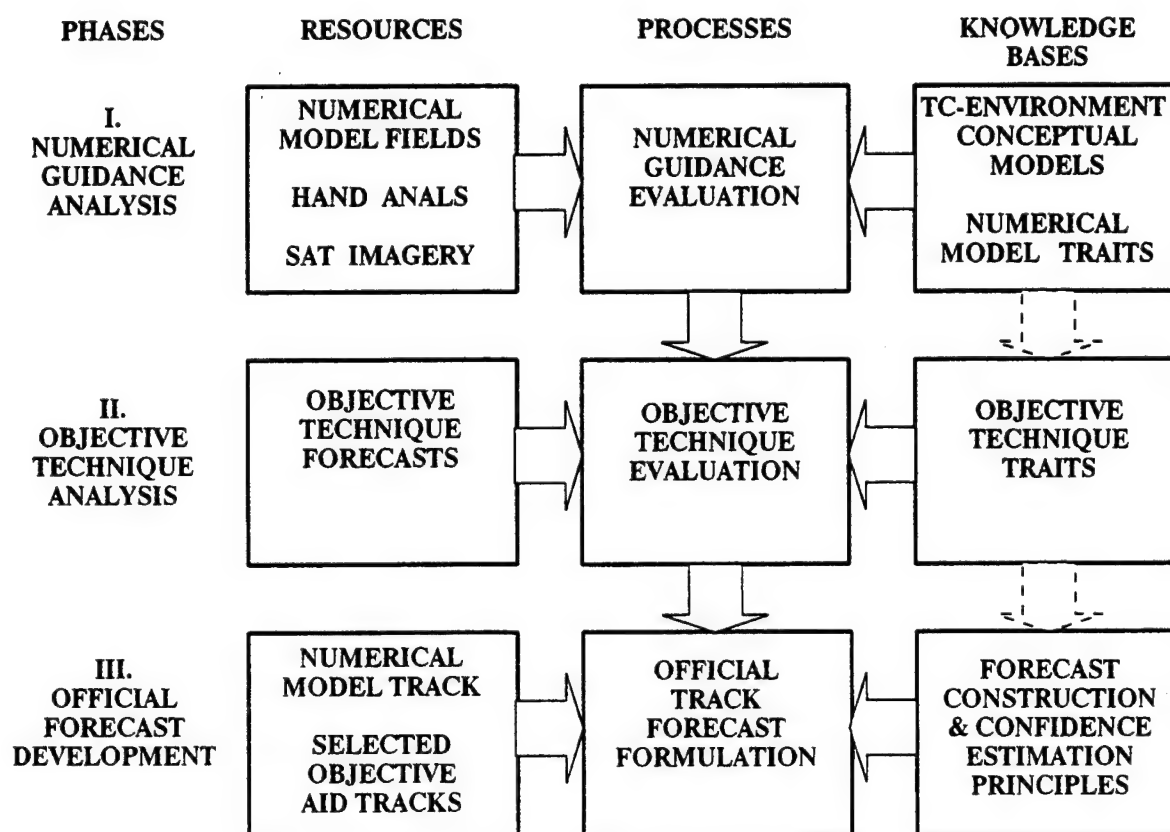 PHASES
RESOURCES
PROCESSES
KNOWLEDGE
BASES
I.
NUMERICAL
GUIDANCE
ANALYSIS
NUMERICAL
MODEL FIELDS
HAND ANALS
SAT IMAGERY
NUMERICAL
GUIDANCE
EVALUATION
TC-ENVIRONMENT
CONCEPTUAL
MODELS
NUMERICAL
MODEL TRAITS
II.
OBJECTIVE
TECHNIQUE
ANALYSIS
OBJECTIVE
TECHNIQUE
FORECASTS
OBJECTIVE
TECHNIQUE
EVALUATION
OBJECTIVE
TECHNIQUE
TRAITS
III.
OFFICIAL
FORECAST
DEVELOPMENT
NUMERICAL
MODEL TRACK
SELECTED
OBJECTIVE
AID TRACKS
OFFICIAL
TRACK
FORECAST
FORMULATION
FORECAST
CONSTRUCTION
& CONFIDENCE
ESTIMATION
PRINCIPLES